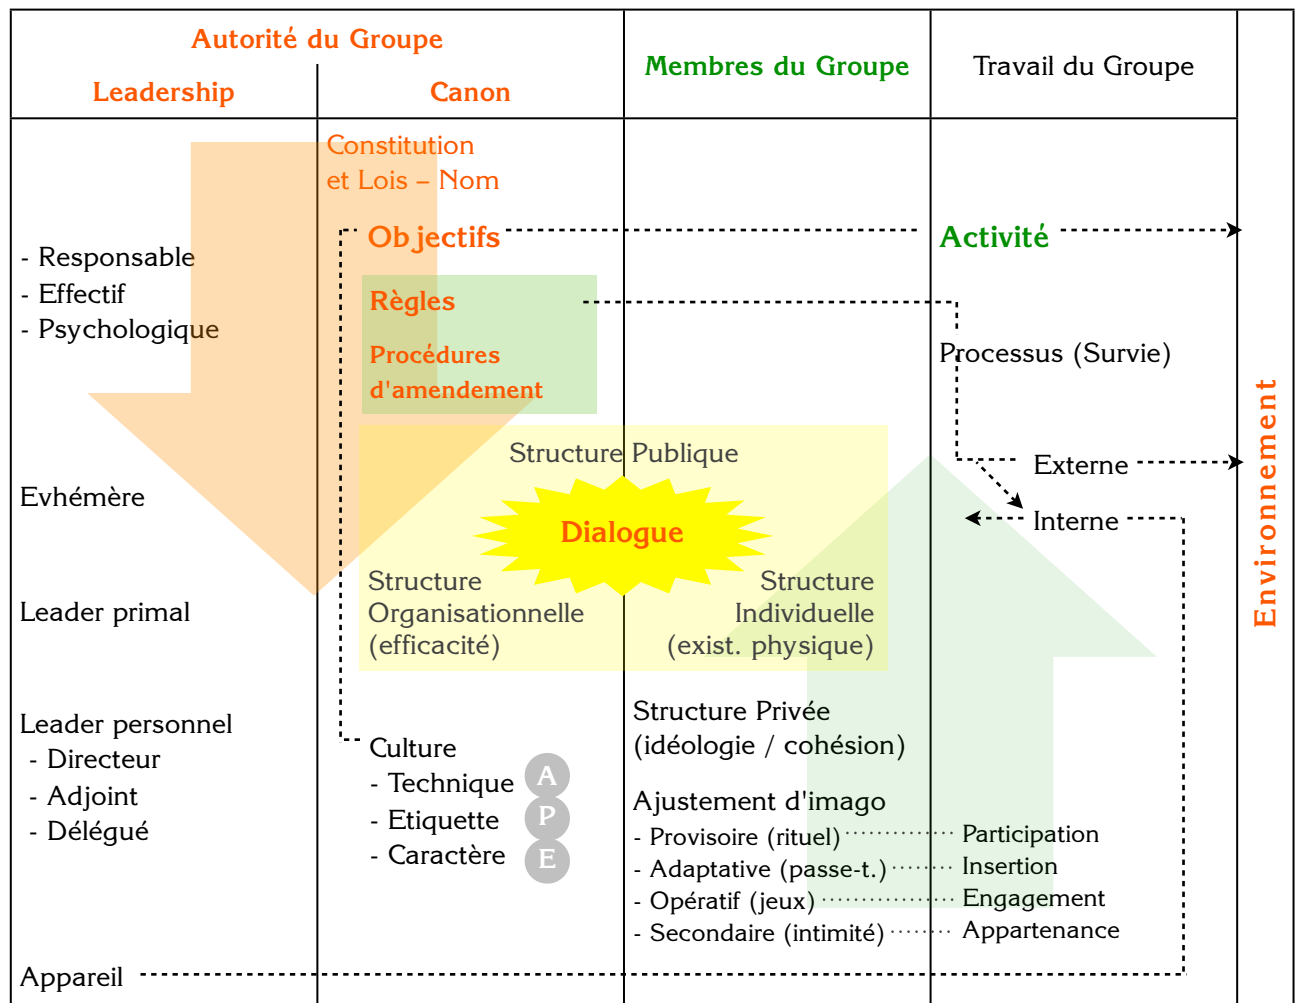 Autorité du Groupe
Leadership
Canon
Membres du Groupe
Travail du Groupe
Environnement
Constitution
et Lois – Nom
Objectifs
Activité
- Responsable
- Effectif
- Psychologique
Règles
Procédures
d'amendement
Processus (Survie)
Structure Publique
Externe
Evhémère
Dialogue
Interne
Structure
Organisationnelle
(efficacité)
Structure
Individuelle
(exist. physique)
Leader primal
Leader personnel
- Directeur
- Adjoint
- Délégué
Culture
- Technique A
- Etiquette P
- Caractère E
Structure Privée
(idéologie / cohésion)
Ajustement d'imago
- Provisoire (rituel) Participation
- Adaptative (passe-t.) Insertion
- Opératif (jeux) Engagement
- Secondaire (intimité) Appartenance
Appareil